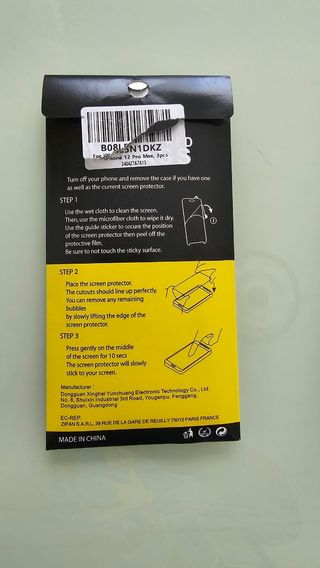 B08L5N1DKZ
Phone 12 Pro Max, 3pcs
Turn off your phone and remove the case if you have one
as well as the current screen protector.
STEP 1
Use the wet cloth to clean the screen.
Then, use the microfiber cloth to wipe it dry.
Use the guide sticker to secure the position
of the screen protector then peel off the
protective film.
Be sure to not touch the sticky surface.
STEP 2
Place the screen protector.
The cutouts should line up perfectly.
You can remove any remaining
bubbles
by slowly lifting the edge of the
screen protector.
STEP 3
Press gently on the middle
of the screen for 10 secs
The screen protector will slowly
stick to your screen.
Manufacturer :
Dongguan Xinghai Yunchuang Electronic Technology Co., Ltd.
No. 8, Shuixin Industrial 3rd Road, Youganpu, Fenggang,
Dongguan, Guangdong
EC-REP:
ZIPAN S.A.R.L, 39 RUE DE LA GARE DE REUILLY 75012 PARIS FRANCE
MADE IN CHINA